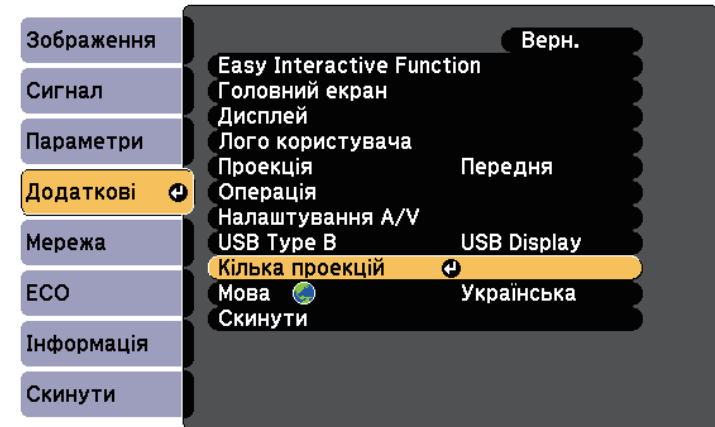 Зображення
Сигнал
Параметри
Додаткові
Мережа
ECO
Інформація
Скинути
Верн.
Easy Interactive Function
Головний екран
Дисплей
Лого користувача
Проекція Передня
Операція
Налаштування A/V
USB Type B USB Display
Кілька проекцій
Мова Українська
Скинути